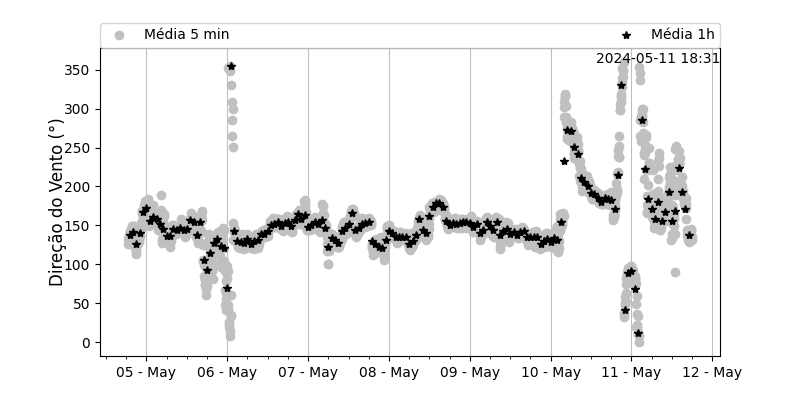 Média 5 min
Média 1h
2024-05-11 18:31
Direção do Vento (°)
350
300
250
200
150
100
50
0
05 - May
06 - May
07 - May
08 - May
09 - May
10 - May
11 - May
12 - May